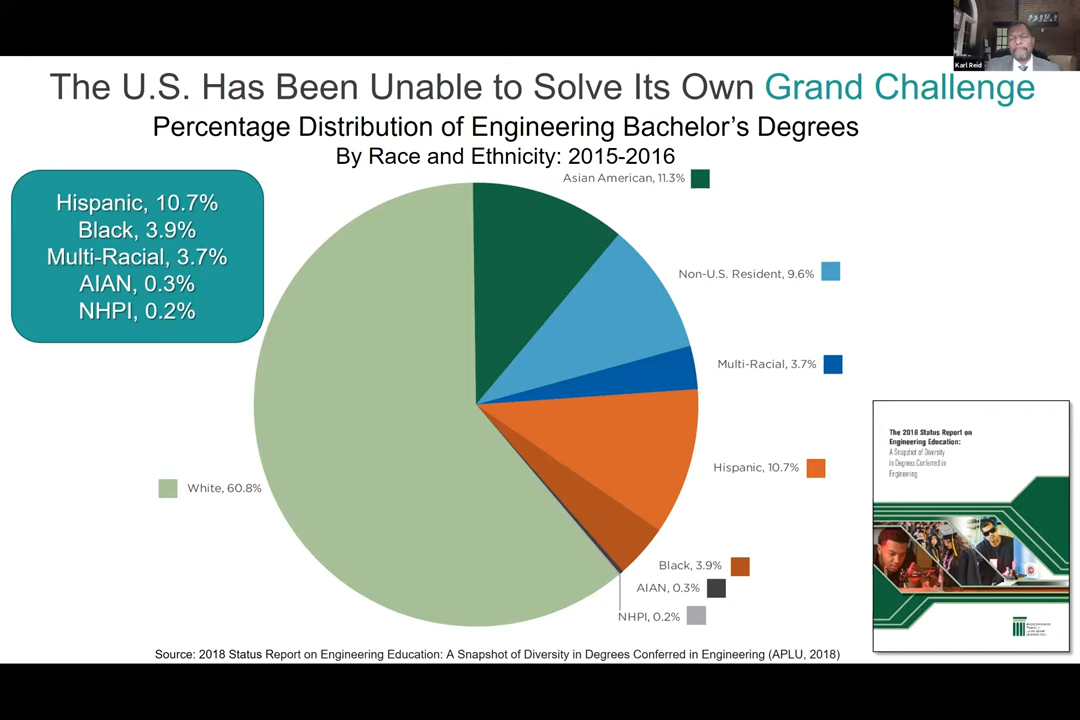 Karl Reid
The U.S. Has Been Unable to Solve Its Own Grand Challenge
Percentage Distribution of Engineering Bachelor's Degrees
By Race and Ethnicity: 2015-2016
Hispanic, 10.7%
Black, 3.9%
Multi-Racial, 3.7%
AIAN, 0.3%
NHPI, 0.2%
Asian American, 11.3%
Non-U.S. Resident, 9.6%
Multi-Racial, 3.7%
Hispanic, 10.7%
White, 60.8%
Black, 3.9%
AIAN, 0.3%
NHPI, 0.2%
The 2018 Status Report on
Engineering Education:
A Snapshot of Diversity
in Degrees Conferred in
Engineering
Source: 2018 Status Report on Engineering Education: A Snapshot of Diversity in Degrees Conferred in Engineering (APLU, 2018)